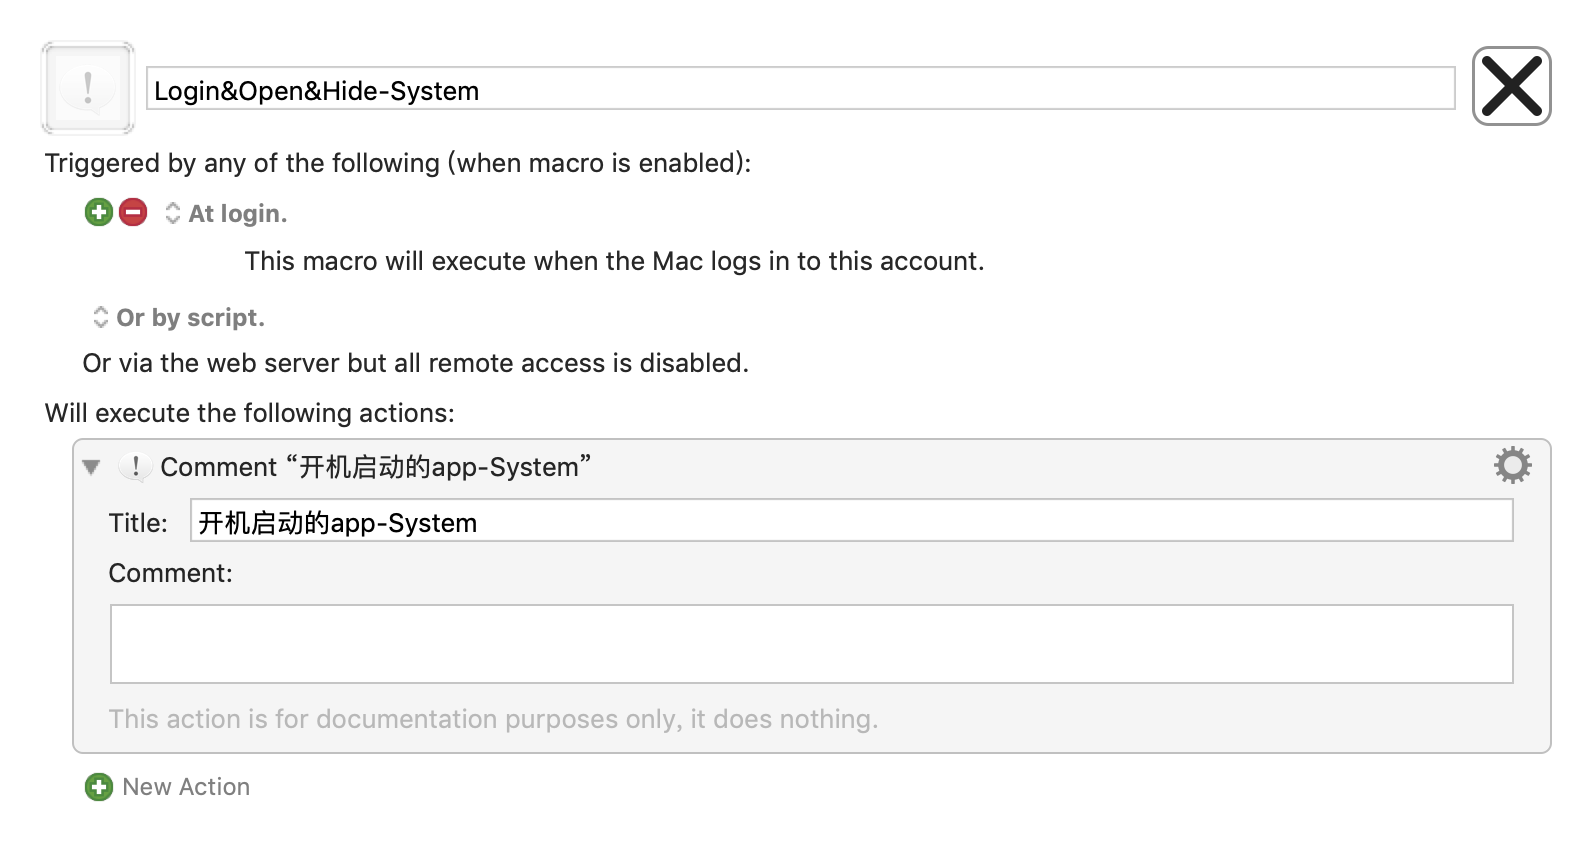 Login&Open&Hide-System
Triggered by any of the following (when macro is enabled):
At login.
This macro will execute when the Mac logs in to this account.
Or by script.
Or via the web server but all remote access is disabled.
Will execute the following actions:
Comment “开机启动的app-System”
Title: 开机启动的app-System
Comment:
This action is for documentation purposes only, it does nothing.
New Action